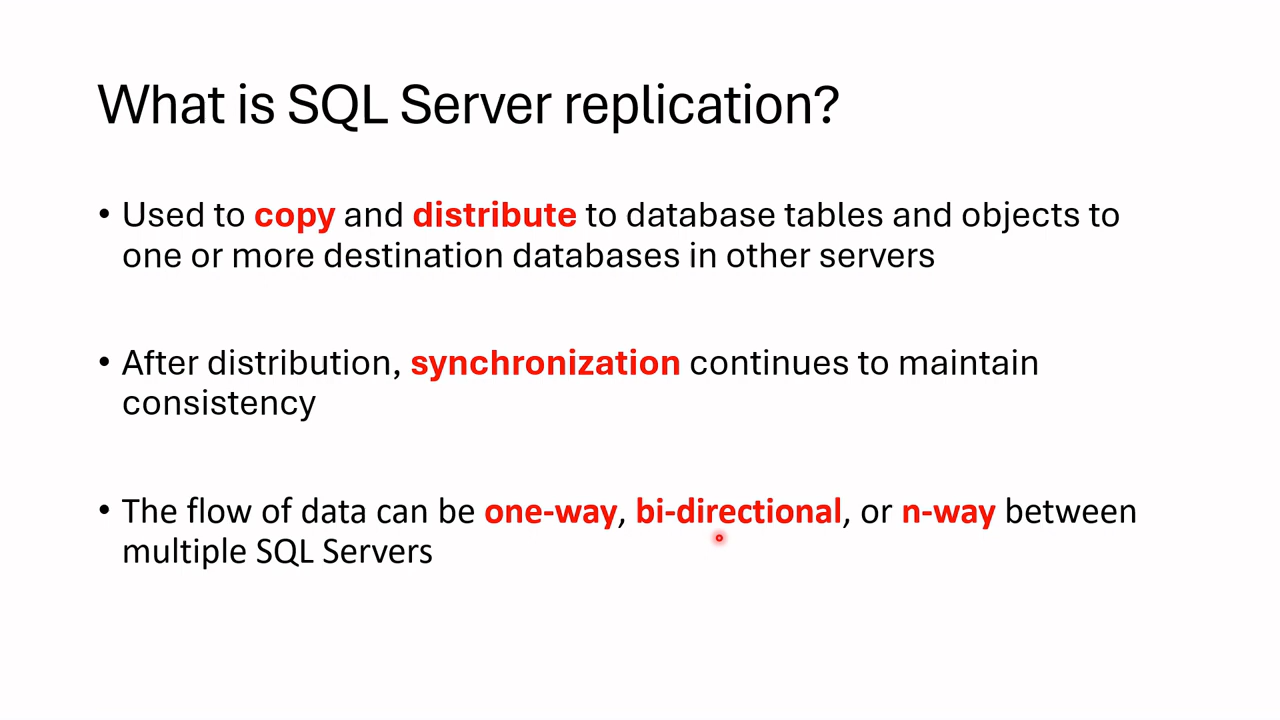 What is SQL Server replication?
• Used to copy and distribute to database tables and objects to
one or more destination databases in other servers
• After distribution, synchronization continues to maintain
consistency
• The flow of data can be one-way, bi-directional, or n-way between
multiple SQL Servers